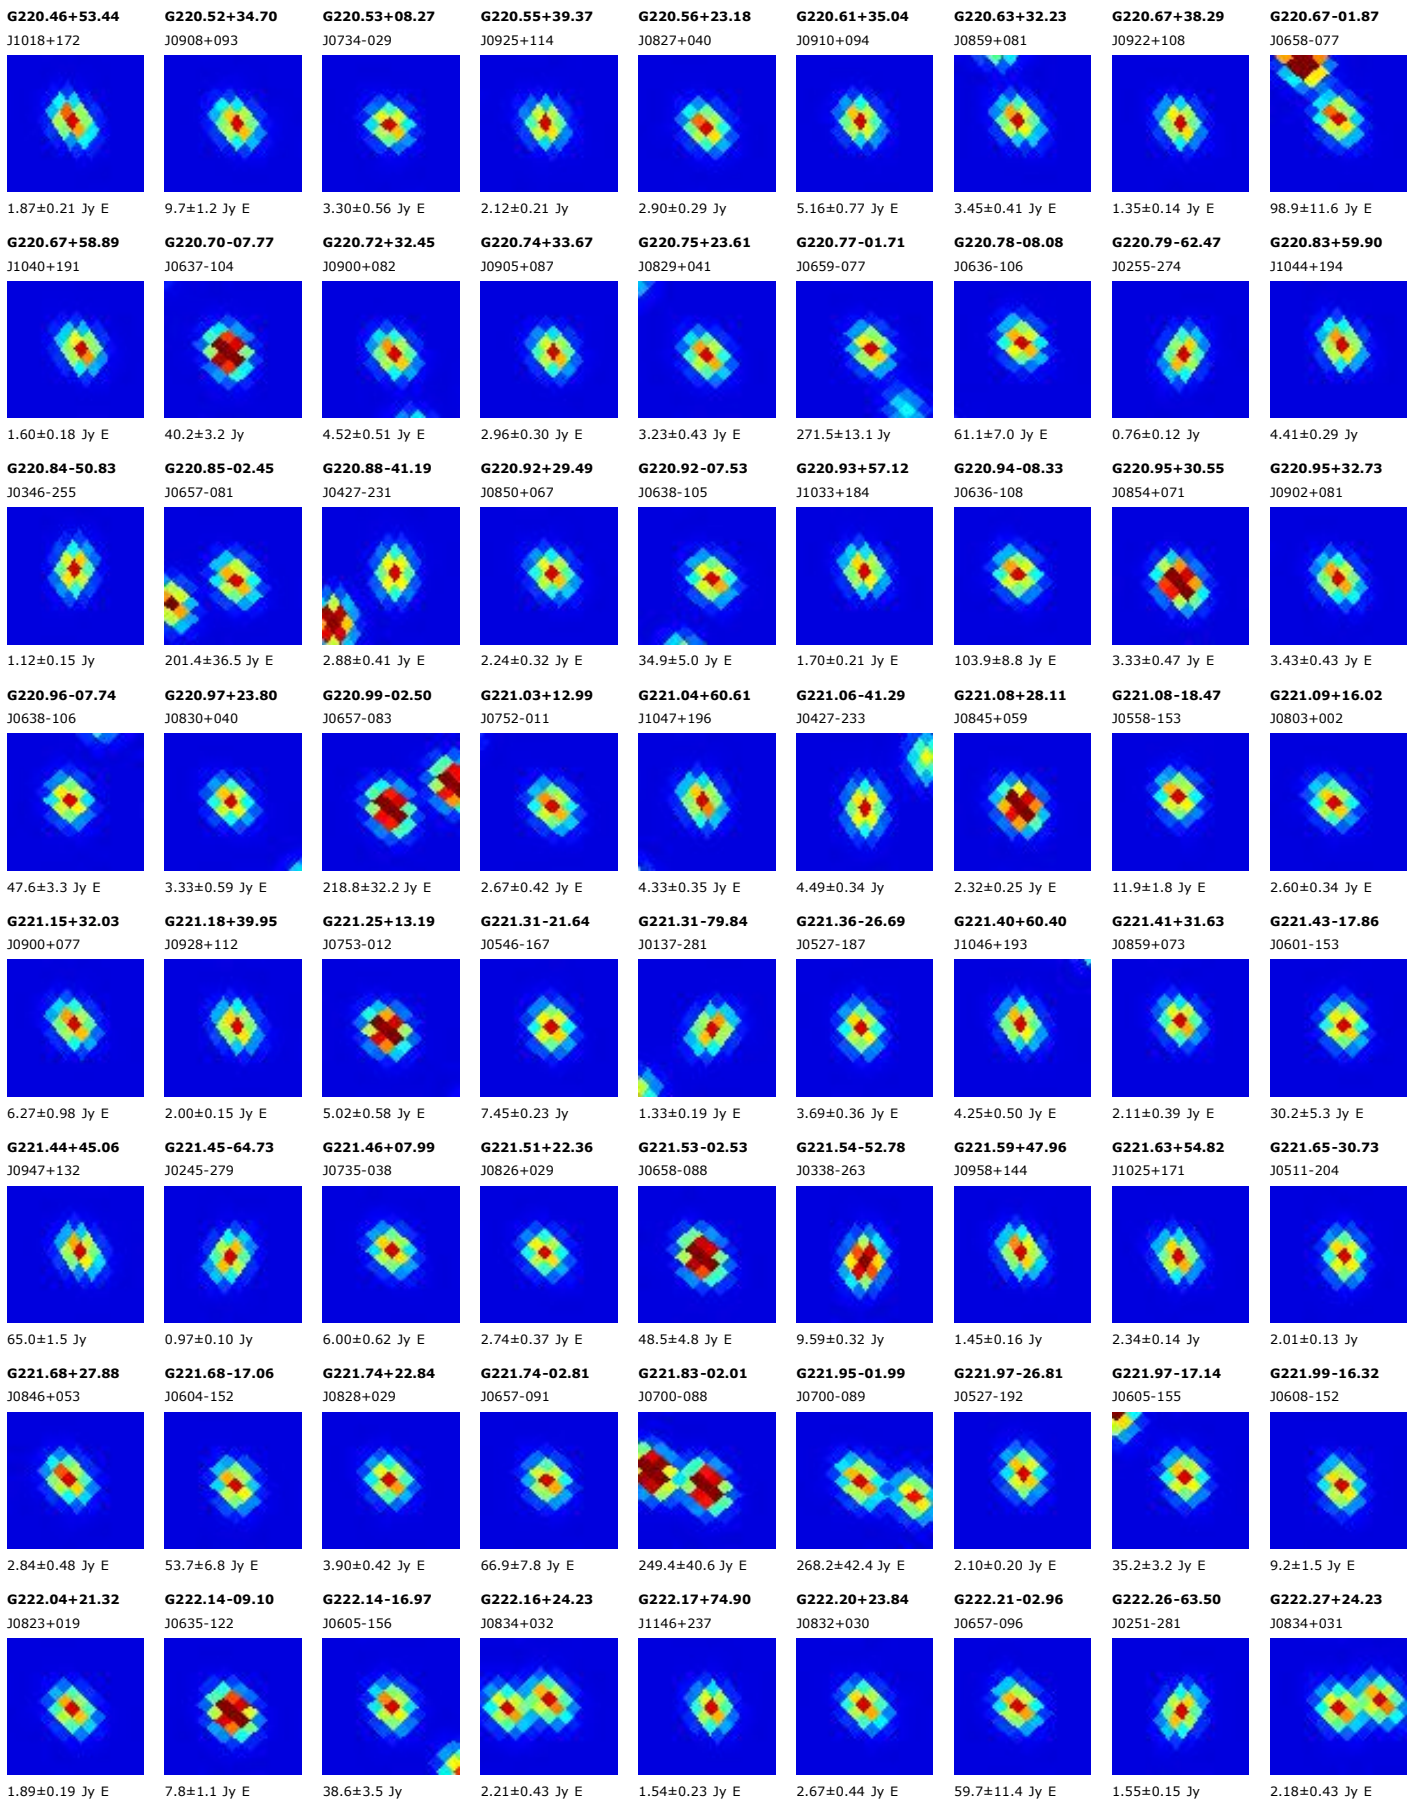 G220.46+53.44 G220.52+34.70 G220.53+08.27 G220.55+39.37 G220.56+23.18 G220.61+35.04 G220.63+32.23 G220.67+38.29 G220.67-01.87
J1018+172 J0908+093 J0734-029 J0925+114 J0827+040 J0910+094 J0859+081 J0922+108 J0658-077
1.87±0.21 Jy E 9.7±1.2 Jy E 3.30±0.56 Jy E 2.12±0.21 Jy 2.90±0.29 Jy 5.16±0.77 Jy E 3.45±0.41 Jy E 1.35±0.14 Jy E 98.9±11.6 Jy E
G220.67+58.89 G220.70-07.77 G220.72+32.45 G220.74+33.67 G220.75+23.61 G220.77-01.71 G220.78-08.08 G220.79-62.47 G220.83+59.90
J1040+191 J0637-104 J0900+082 J0905+087 J0829+041 J0659-077 J0636-106 J0255-274 J1044+194
1.60±0.18 Jy E 40.2±3.2 Jy 4.52±0.51 Jy E 2.96±0.30 Jy E 3.23±0.43 Jy E 271.5±13.1 Jy 61.1±7.0 Jy E 0.76±0.12 Jy 4.41±0.29 Jy
G220.84-50.83 G220.85-02.45 G220.88-41.19 G220.92+29.49 G220.92-07.53 G220.93+57.12 G220.94-08.33 G220.95+30.55 G220.95+32.73
J0346-255 J0657-081 J0427-231 J0850+067 J0638-105 J1033+184 J0636-108 J0854+071 J0902+081
1.12±0.15 Jy 201.4±36.5 Jy E 2.88±0.41 Jy E 2.24±0.32 Jy E 34.9±5.0 Jy E 1.70±0.21 Jy E 103.9±8.8 Jy E 3.33±0.47 Jy E 3.43±0.43 Jy E
G220.96-07.74 G220.97+23.80 G220.99-02.50 G221.03+12.99 G221.04+60.61 G221.06-41.29 G221.08+28.11 G221.08-18.47 G221.09+16.02
J0638-106 J0830+040 J0657-083 J0752-011 J1047+196 J0427-233 J0845+059 J0558-153 J0803+002
47.6±3.3 Jy E 3.33±0.59 Jy E 218.8±32.2 Jy E 2.67±0.42 Jy E 4.33±0.35 Jy E 4.49±0.34 Jy 2.32±0.25 Jy E 11.9±1.8 Jy E 2.60±0.34 Jy E
G221.15+32.03 G221.18+39.95 G221.25+13.19 G221.31-21.64 G221.31-79.84 G221.36-26.69 G221.40+60.40 G221.41+31.63 G221.43-17.86
J0900+077 J0928+112 J0753-012 J0546-167 J0137-281 J0527-187 J1046+193 J0859+073 J0601-153
6.27±0.98 Jy E 2.00±0.15 Jy E 5.02±0.58 Jy E 7.45±0.23 Jy 1.33±0.19 Jy E 3.69±0.36 Jy E 4.25±0.50 Jy E 2.11±0.39 Jy E 30.2±5.3 Jy E
G221.44+45.06 G221.45-64.73 G221.46+07.99 G221.51+22.36 G221.53-02.53 G221.54-52.78 G221.59+47.96 G221.63+54.82 G221.65-30.73
J0947+132 J0245-279 J0735-038 J0826+029 J0658-088 J0338-263 J0958+144 J1025+171 J0511-204
65.0±1.5 Jy 0.97±0.10 Jy 6.00±0.62 Jy E 2.74±0.37 Jy E 48.5±4.8 Jy E 9.59±0.32 Jy 1.45±0.16 Jy 2.34±0.14 Jy 2.01±0.13 Jy
G221.68+27.88 G221.68-17.06 G221.74+22.84 G221.74-02.81 G221.83-02.01 G221.95-01.99 G221.97-26.81 G221.97-17.14 G221.99-16.32
J0846+053 J0604-152 J0828+029 J0657-091 J0700-088 J0700-089 J0527-192 J0605-155 J0608-152
2.84±0.48 Jy E 53.7±6.8 Jy E 3.90±0.42 Jy E 66.9±7.8 Jy E 249.4±40.6 Jy E 268.2±42.4 Jy E 2.10±0.20 Jy E 35.2±3.2 Jy E 9.2±1.5 Jy E
G222.04+21.32 G222.14-09.10 G222.14-16.97 G222.16+24.23 G222.17+74.90 G222.20+23.84 G222.21-02.96 G222.26-63.50 G222.27+24.23
J0823+019 J0635-122 J0605-156 J0834+032 J1146+237 J0832+030 J0657-096 J0251-281 J0834+031
1.89±0.19 Jy E 7.8±1.1 Jy E 38.6±3.5 Jy 2.21±0.43 Jy E 1.54±0.23 Jy E 2.67±0.44 Jy E 59.7±11.4 Jy E 1.55±0.15 Jy 2.18±0.43 Jy E